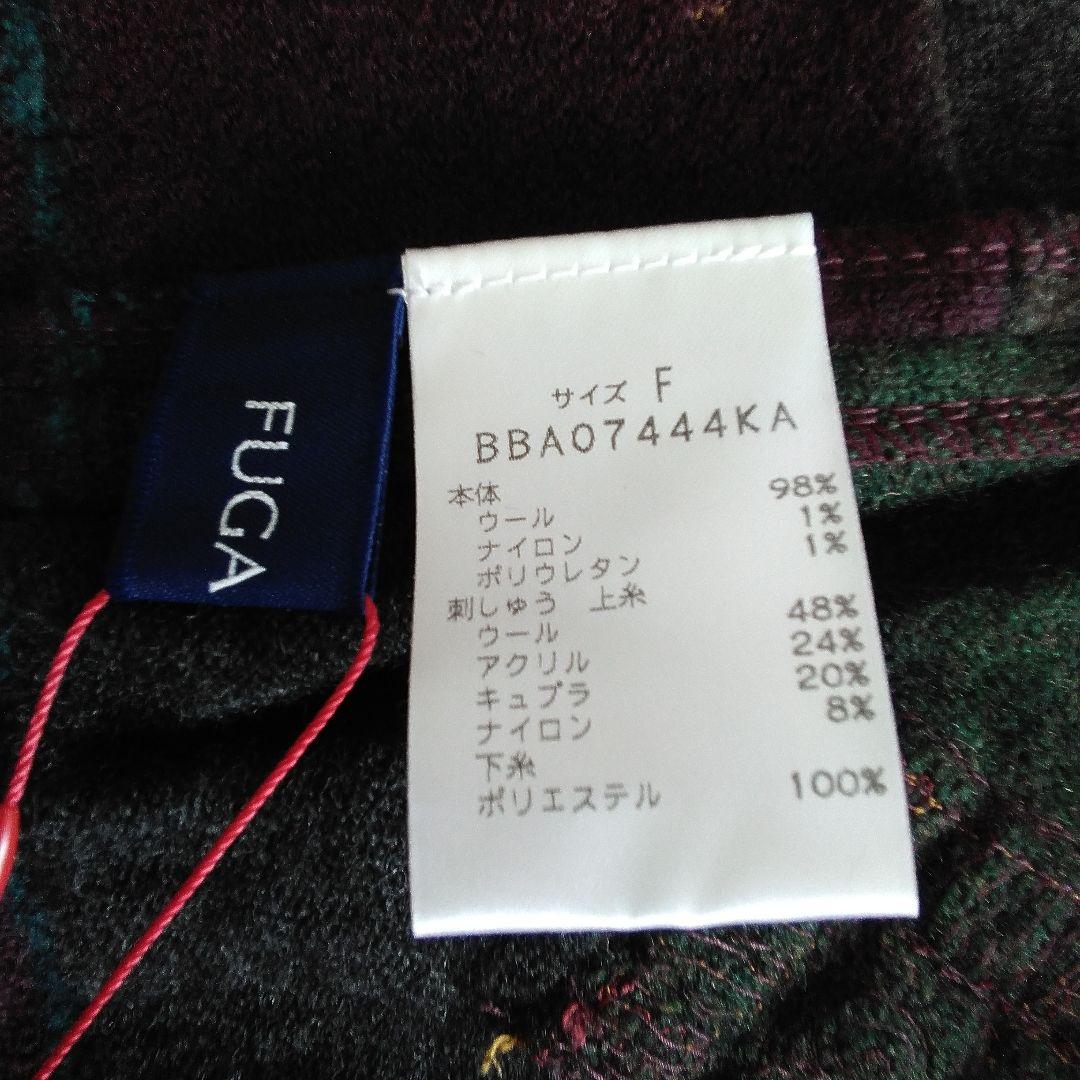 FUGA
サイズ F
BBA07444KA
本体
ウール 98%
ナイロン 1%
ポリウレタン 1%
刺しゅう 上糸
ウール 48%
アクリル 24%
キュプラ 20%
ナイロン 8%
下糸
ポリエステル 100%